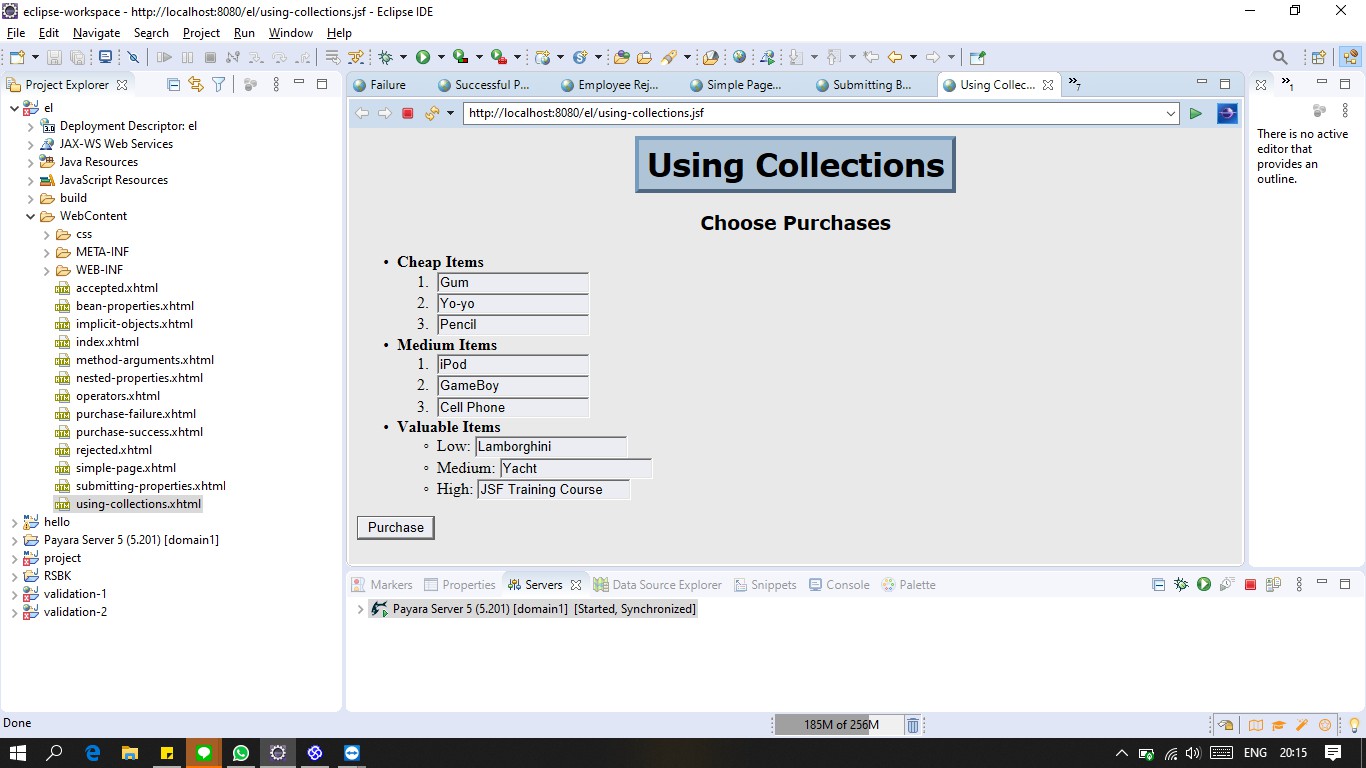 eclipse-workspace - http://localhost:8080/el/using-collections.jsf - Eclipse IDE
File Edit Navigate Search Project Run Window Help
Project Explorer
el
Deployment Descriptor: el
JAX-WS Web Services
Java Resources
JavaScript Resources
build
WebContent
css
META-INF
WEB-INF
accepted.xhtml
bean-properties.xhtml
implicit-objects.xhtml
index.xhtml
method-arguments.xhtml
nested-properties.xhtml
operators.xhtml
purchase-failure.xhtml
purchase-success.xhtml
rejected.xhtml
simple-page.xhtml
submitting-properties.xhtml
using-collections.xhtml
hello
Payara Server 5 (5.201) [domain1]
project
RSBK
validation-1
validation-2
Failure Successful P... Employee Rej... Simple Page... Submitting B... Using Collec... »7
http://localhost:8080/el/using-collections.jsf
Using Collections
Choose Purchases
• Cheap Items
1. Gum
2. Yo-yo
3. Pencil
• Medium Items
1. iPod
2. GameBoy
3. Cell Phone
• Valuable Items
Low: Lamborghini
Medium: Yacht
High: JSF Training Course
Purchase
»1
There is no active
editor that
provides an
outline.
Markers Properties Servers Data Source Explorer Snippets Console Palette
Payara Server 5 (5.201) [domain1] [Started, Synchronized]
Done
185M of 256M
ENG 20:15